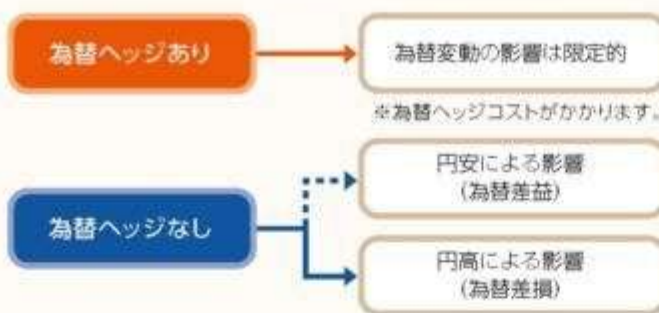 為替ヘッジあり
為替変動の影響は限定的
※為替ヘッジコストがかかります。
為替ヘッジなし
円安による影響
(為替差益)
円高による影響
(為替差損)